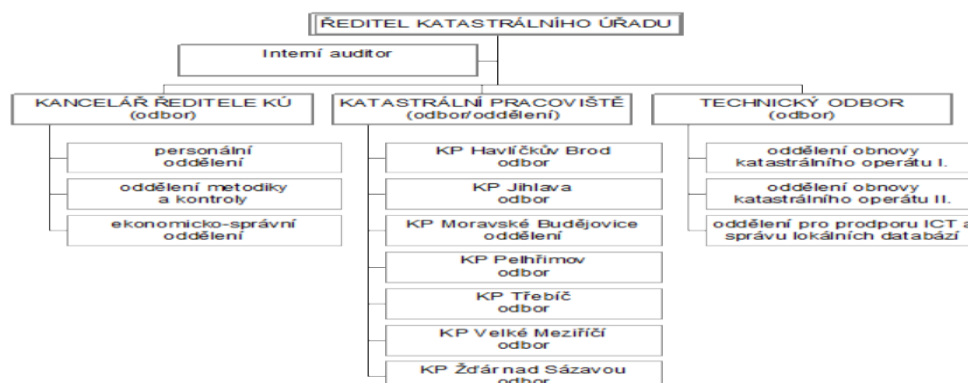 ŘEDITEL KATASTRÁLNÍHO ÚŘADU
Interní auditor
KANCELÁŘ ŘEDITELE KÚ
(odbor)
personální
oddělení
oddělení metodiky
a kontroly
ekonomicko-správní
oddělení
KATASTRÁLNÍ PRACOVIŠTĚ
(odbor/oddělení)
KP Havlíčkův Brod
odbor
KP Jihlava
odbor
KP Moravské Budějovice
oddělení
KP Pelhřimov
odbor
KP Třebíč
odbor
KP Velké Meziříčí
odbor
KP Žďár nad Sázavou
odbor
TECHNICKÝ ODBOR
(odbor)
oddělení obnovy
katastrálního operátu I.
oddělení obnovy
katastrálního operátu II.
oddělení pro prodporu ICT a
správu lokálních databází